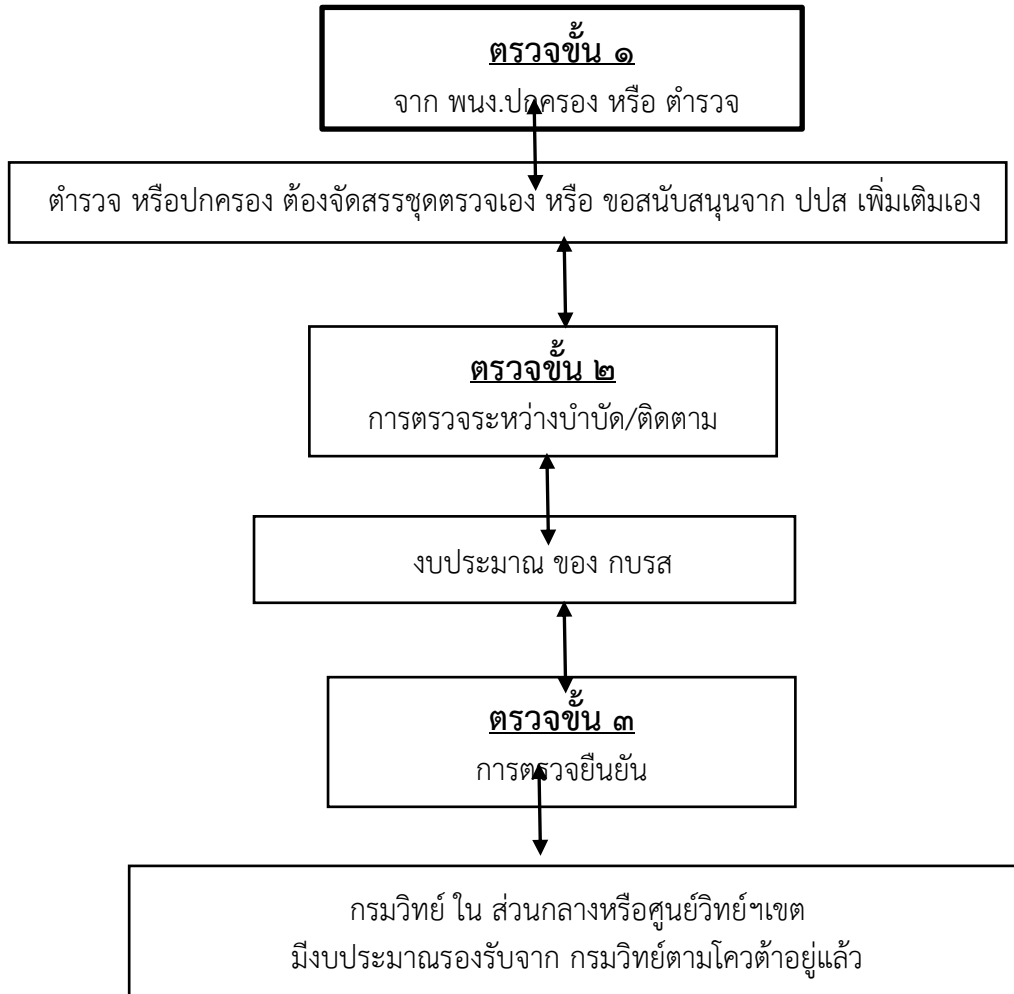 ตรวจขั้น ๑
จาก พนง.ปกครอง หรือ ตำรวจ
ตำรวจ หรือปกครอง ต้องจัดสรรชุดตรวจเอง หรือ ขอสนับสนุนจาก ปปส เพิ่มเติมเอง
ตรวจขั้น ๒
การตรวจระหว่างบำบัด/ติดตาม
งบประมาณ ของ กบรส
ตรวจขั้น ๓
การตรวจยืนยัน
กรมวิทย์ ใน ส่วนกลางหรือศูนย์วิทย์ฯเขต
มีงบประมาณรองรับจาก กรมวิทย์ตามโควต้าอยู่แล้ว